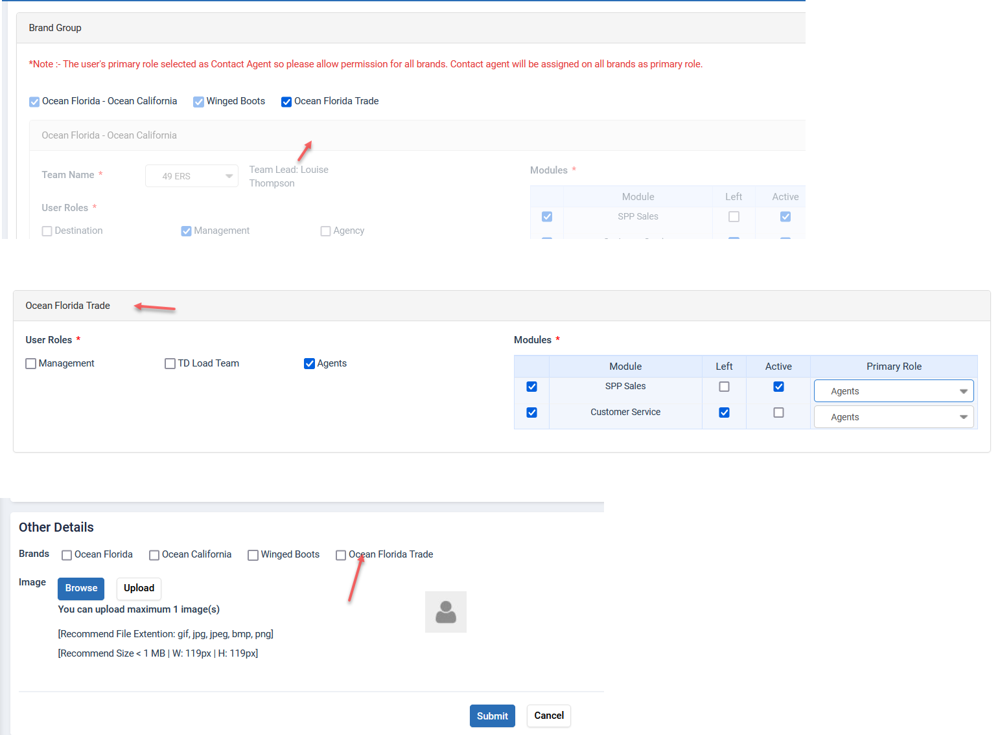 Brand Group
*Note :- The user's primary role selected as Contact Agent so please allow permission for all brands. Contact agent will be assigned on all brands as primary role.
Ocean Florida - Ocean California Winged Boots Ocean Florida Trade
Ocean Florida - Ocean California
Team Name * 49 ERS Team Lead: Louise Thompson
User Roles *
Destination Management Agency
Modules *
Module Left Active
SPP Sales
Ocean Florida Trade
User Roles *
Management TD Load Team Agents
Modules *
Module Left Active Primary Role
SPP Sales Agents
Customer Service Agents
Other Details
Brands Ocean Florida Ocean California Winged Boots Ocean Florida Trade
Image Browse Upload
You can upload maximum 1 image(s)
[Recommend File Extention: gif, jpg, jpeg, bmp, png]
[Recommend Size < 1 MB | W: 119px | H: 119px]
Submit Cancel